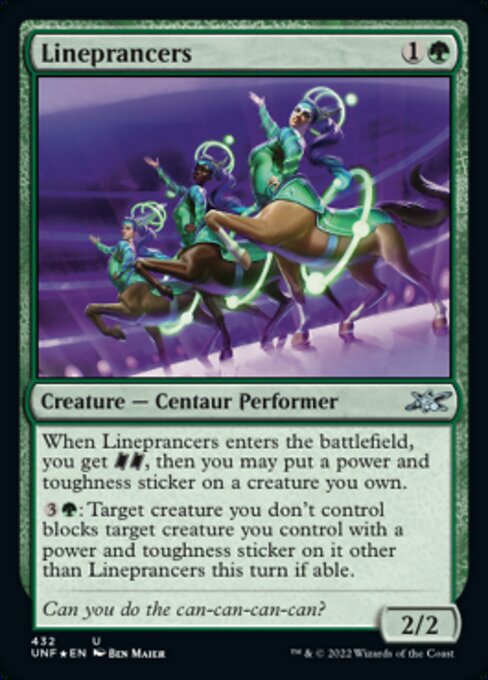 Lineprancers 1
Creature — Centaur Performer
When Lineprancers enters the battlefield,
you get , then you may put a power and
toughness sticker on a creature you own.
3 : Target creature you don't control
blocks target creature you control with a
power and toughness sticker on it other
than Lineprancers this turn if able.
Can you do the can-can-can-can?
2/2
432 U
UNF★EN Ben Maier
™ & © 2022 Wizards of the Coast